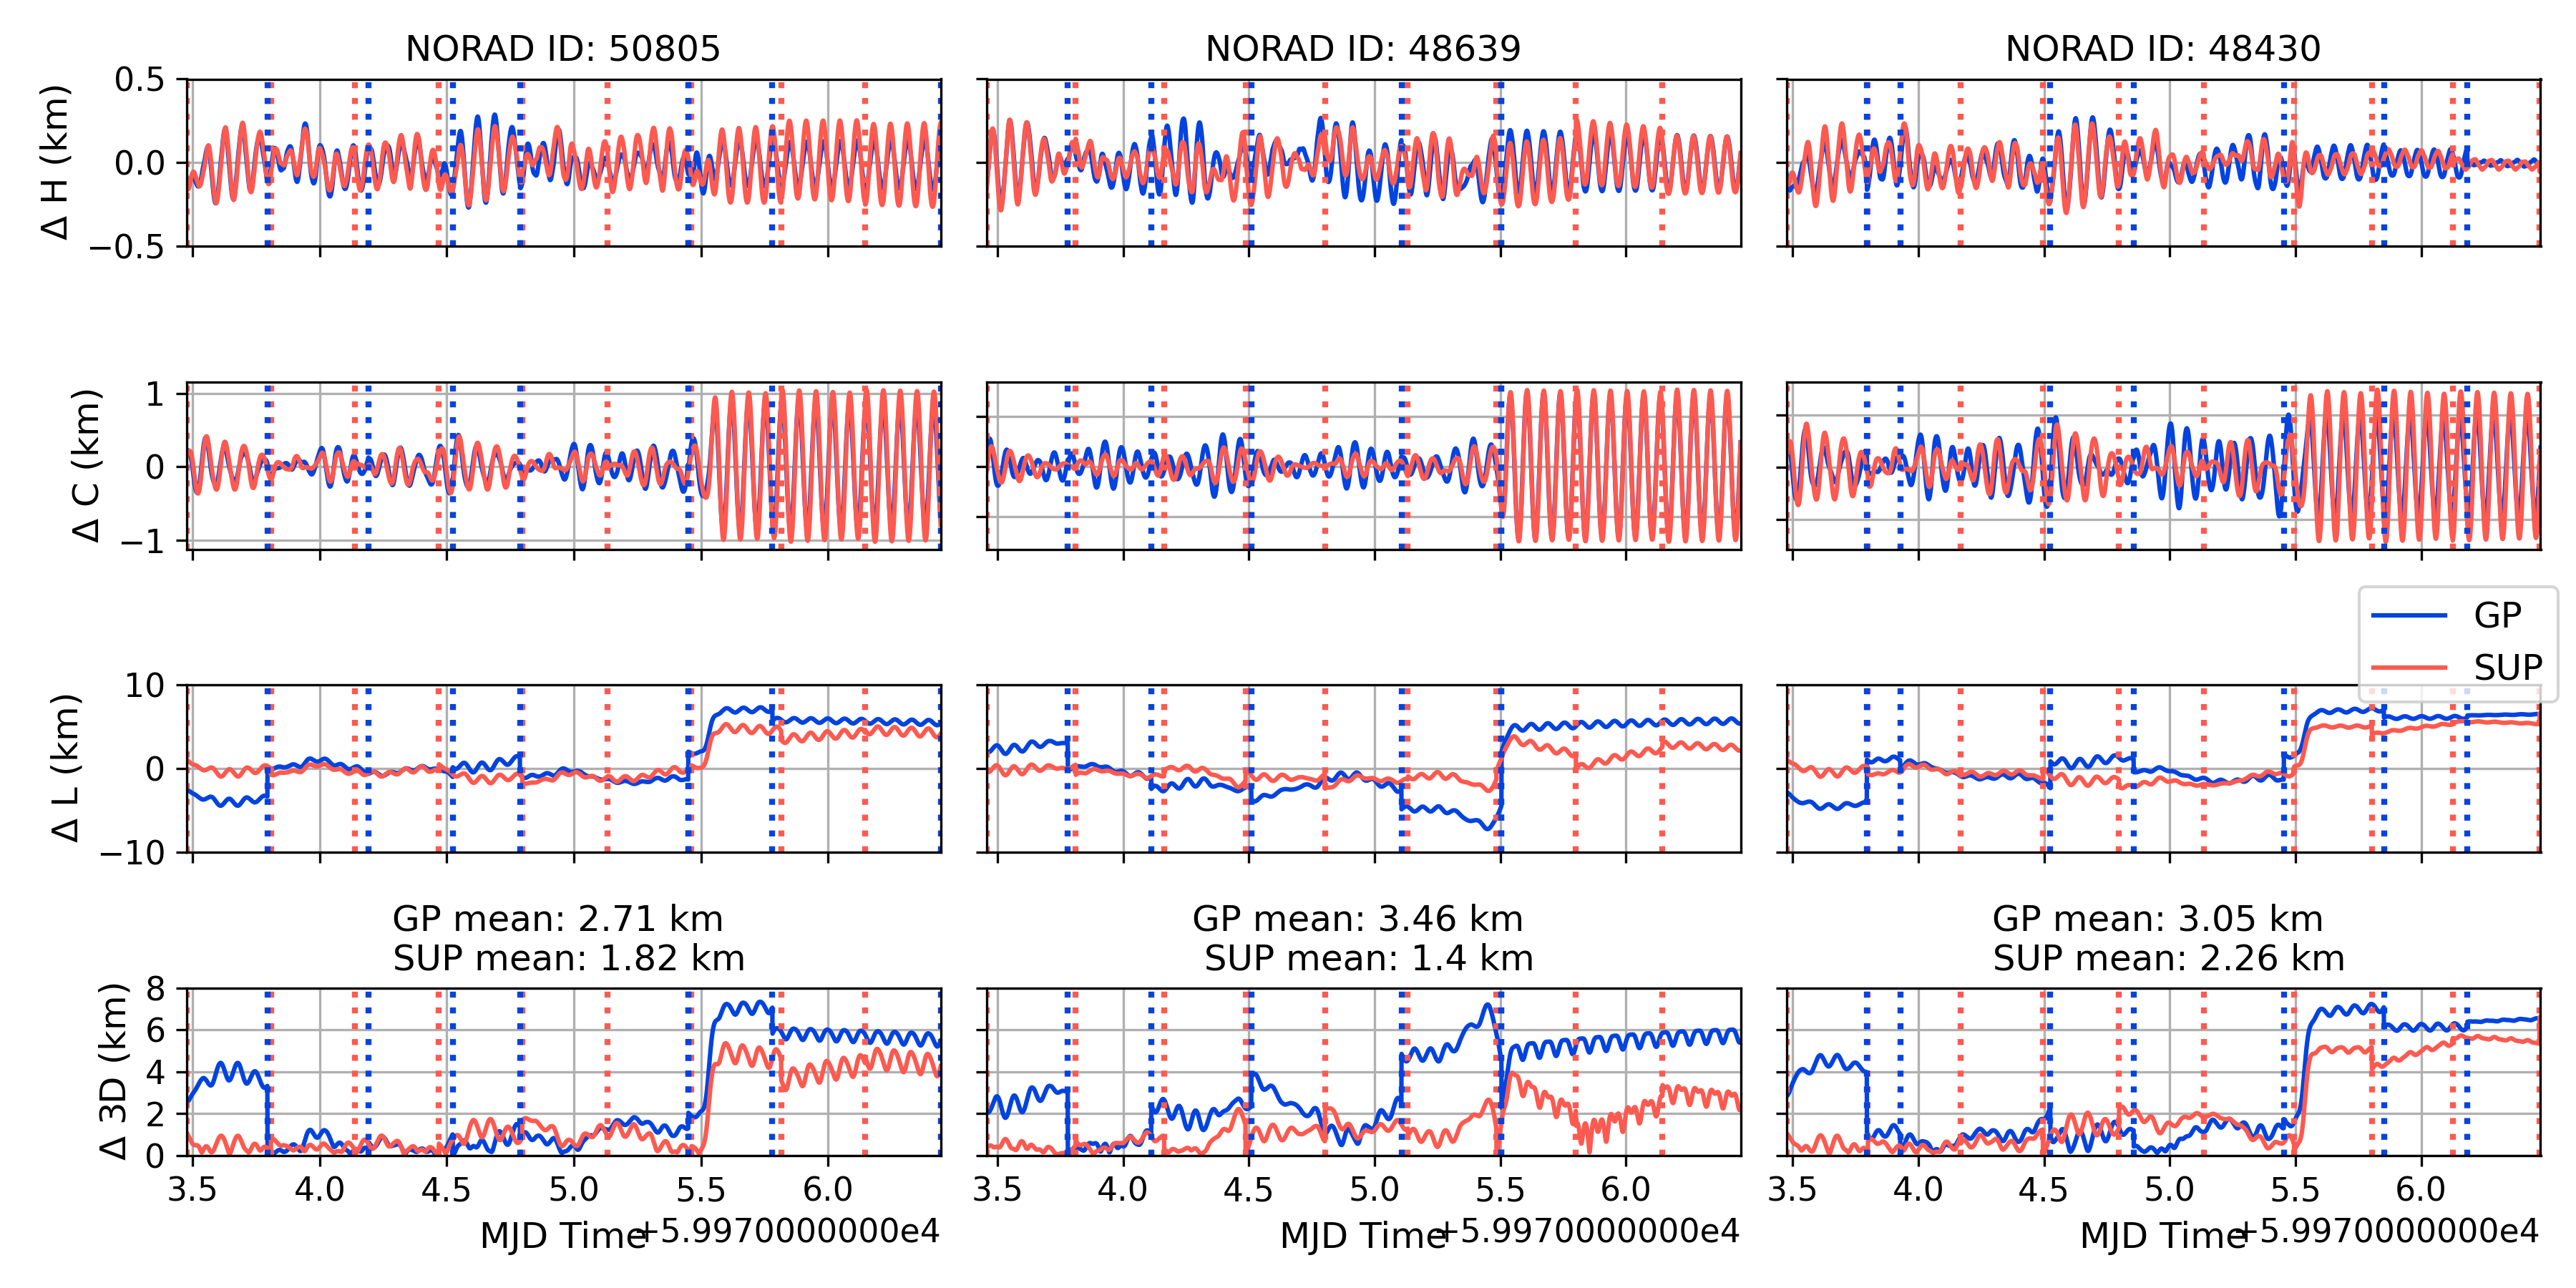 NORAD ID: 50805 NORAD ID: 48639 NORAD ID: 48430
Δ H (km)
0.5
0.0
−0.5
Δ C (km)
1
0
−1
GP
SUP
Δ L (km)
10
0
−10
GP mean: 2.71 km GP mean: 3.46 km GP mean: 3.05 km
SUP mean: 1.82 km SUP mean: 1.4 km SUP mean: 2.26 km
Δ 3D (km)
8
6
4
2
0
3.5 4.0 4.5 5.0 5.5 6.0 3.5 4.0 4.5 5.0 5.5 6.0 3.5 4.0 4.5 5.0 5.5 6.0
MJD Time +5.9970000000e4 MJD Time +5.9970000000e4 MJD Time +5.9970000000e4